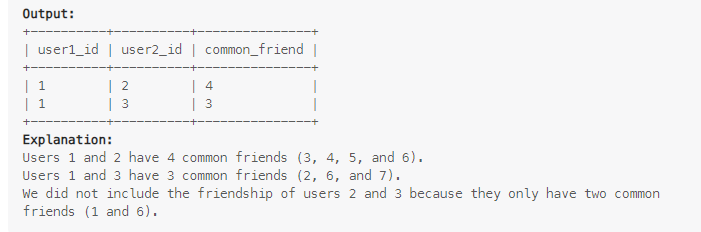 Output:
+----------+----------+---------------+
| user1_id | user2_id | common_friend |
+----------+----------+---------------+
| 1        | 2        | 4             |
| 1        | 3        | 3             |
+----------+----------+---------------+
Explanation:
Users 1 and 2 have 4 common friends (3, 4, 5, and 6).
Users 1 and 3 have 3 common friends (2, 6, and 7).
We did not include the friendship of users 2 and 3 because they only have two common
friends (1 and 6).